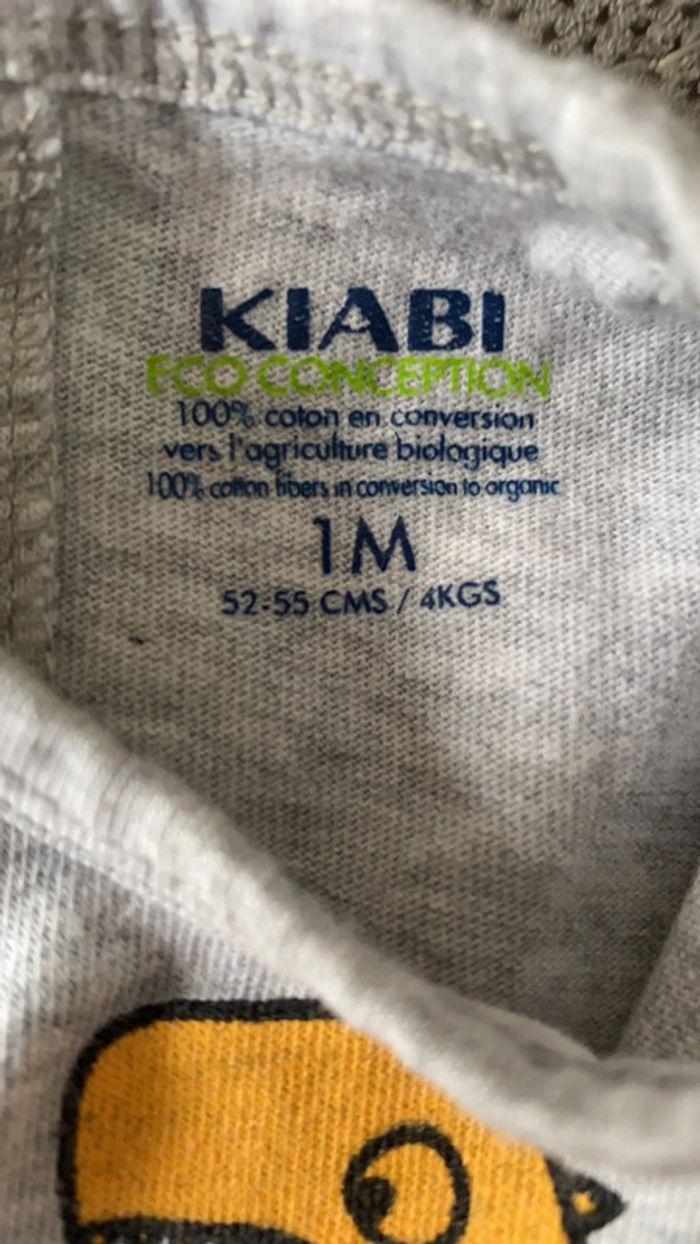 KIABI
ECO CONCEPTION
100% coton en conversion
vers l'agriculture biologique
100% cotton fibers in conversion to organic
1M
52-55 CMS / 4KGS